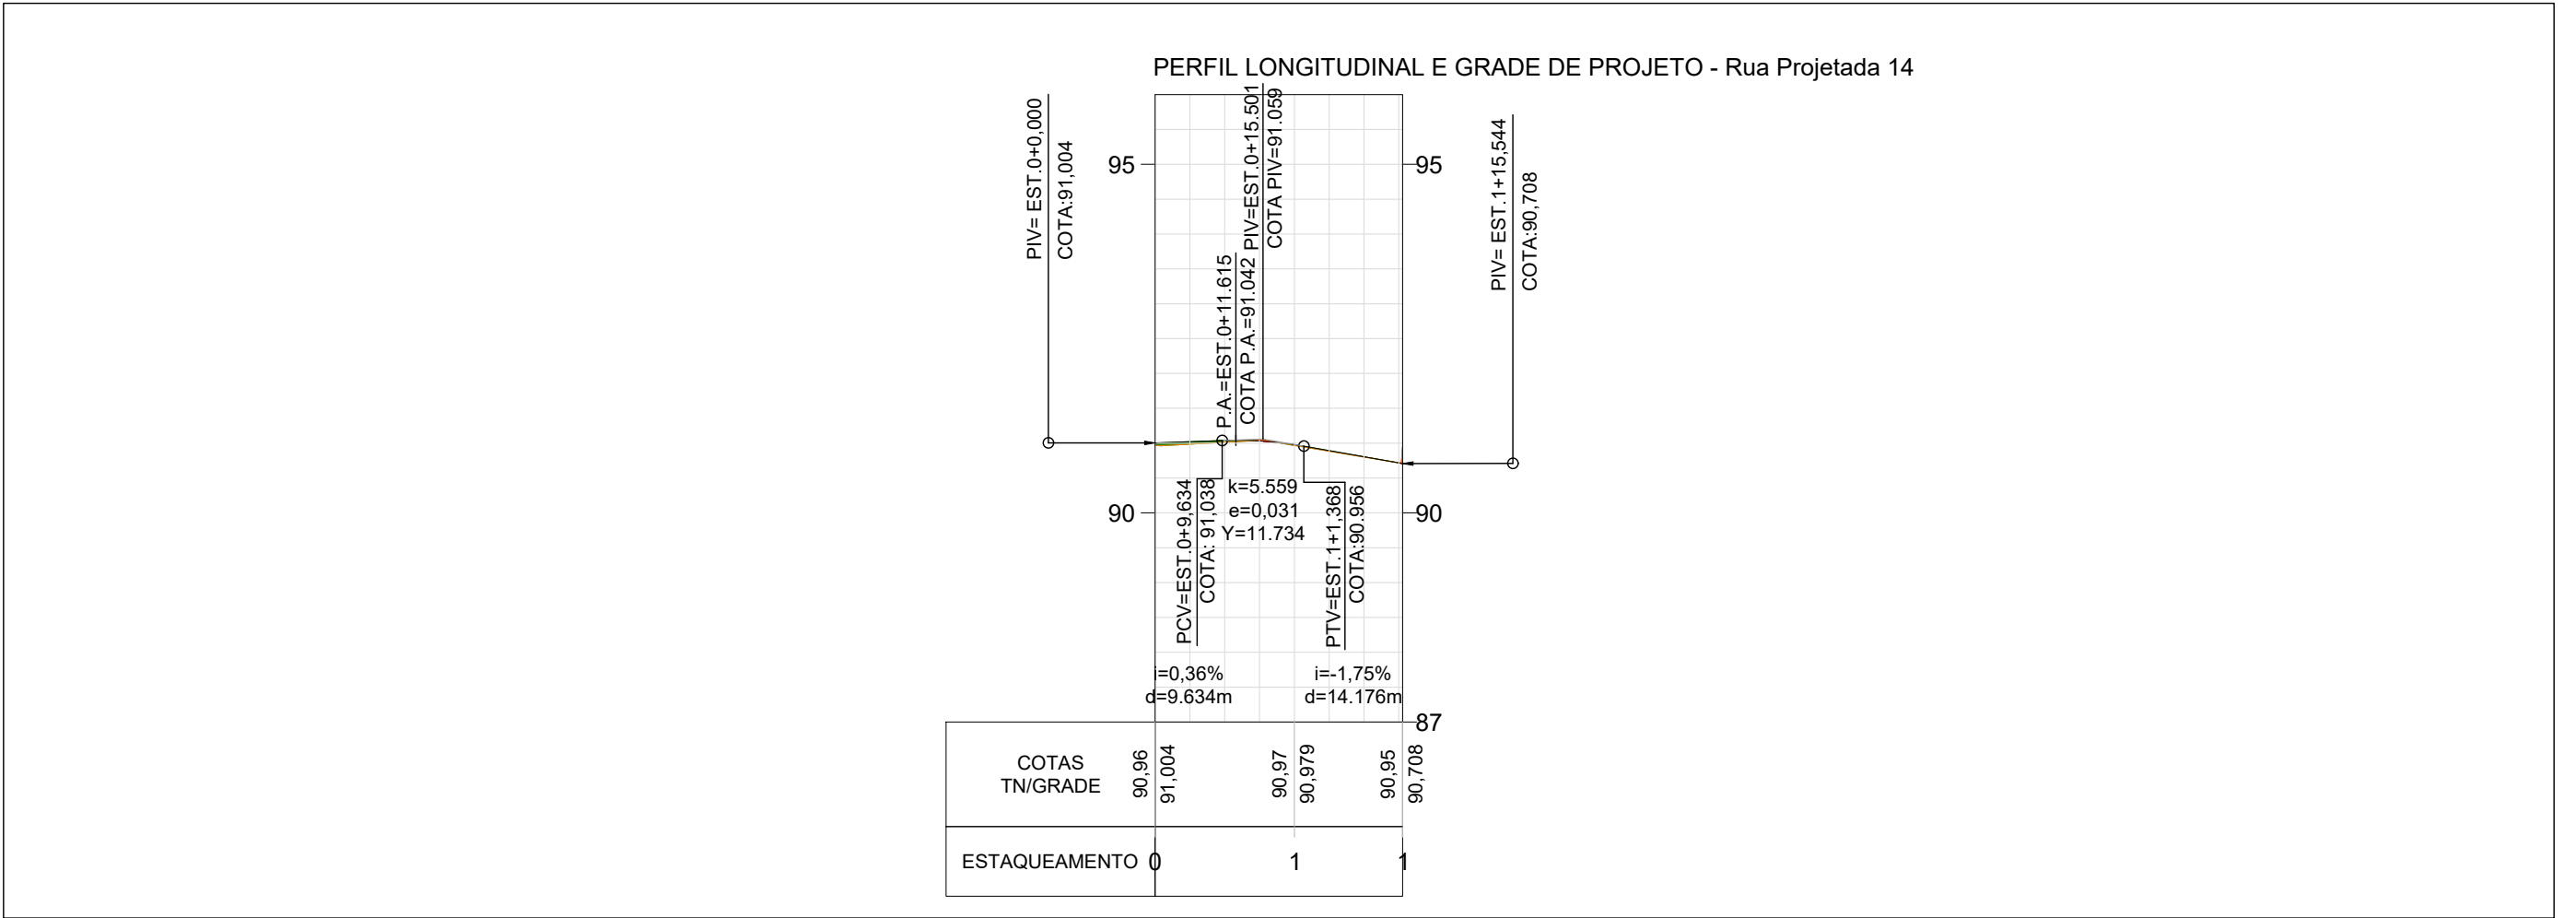 PERFIL LONGITUDINAL E GRADE DE PROJETO - Rua Projetada 14
PIV= EST.0+0,000
COTA:91,004
95
P.A.=EST.0+11.615
COTA P.A.=91.042
PIV=EST.0+15.501
COTA PIV=91.059
95
PIV= EST.1+15,544
COTA:90,708
90
PCV=EST.0+9,634
COTA: 91,038
k=5.559
e=0,031
Y=11.734
PTV=EST.1+1,368
COTA:90.956
90
i=0,36%
d=9.634m
i=-1,75%
d=14.176m
87
COTAS
TN/GRADE
90,96
91,004
90,97
90,979
90,95
90,708
ESTAQUEAMENTO
0
1
1